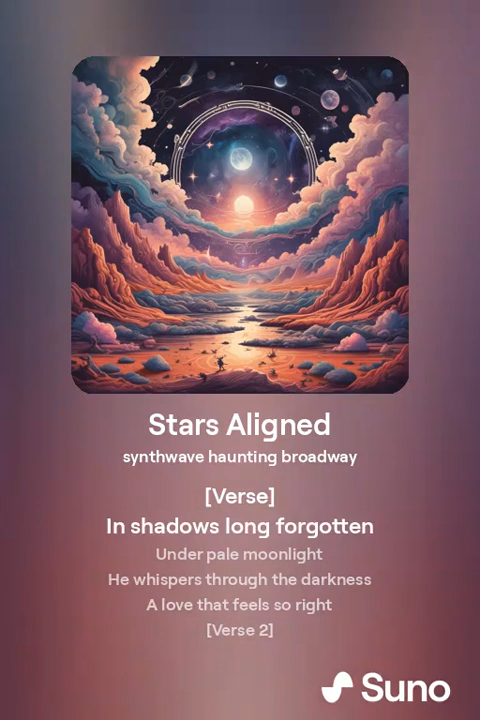 Stars Aligned
synthwave haunting broadway
[Verse]
In shadows long forgotten
Under pale moonlight
He whispers through the darkness
A love that feels so right
[Verse 2]
Suno